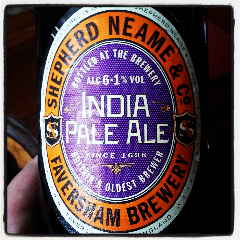 SHEPHERD NEAME & Co
BOTTLED AT THE BREWERY
ALC 6·1% VOL
INDIA
PALE ALE
SINCE 1698
BRITAIN'S OLDEST BREWER
FAVERSHAM BREWERY
S
S